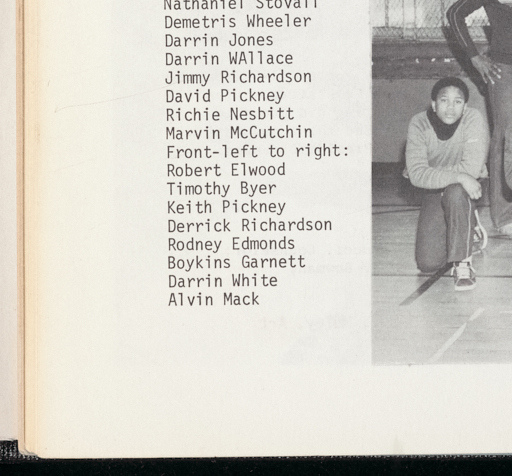 Nathaniel Stovall
Demetris Wheeler
Darrin Jones
Darrin WAllace
Jimmy Richardson
David Pickney
Richie Nesbitt
Marvin McCutchin
Front-left to right:
Robert Elwood
Timothy Byer
Keith Pickney
Derrick Richardson
Rodney Edmonds
Boykins Garnett
Darrin White
Alvin Mack